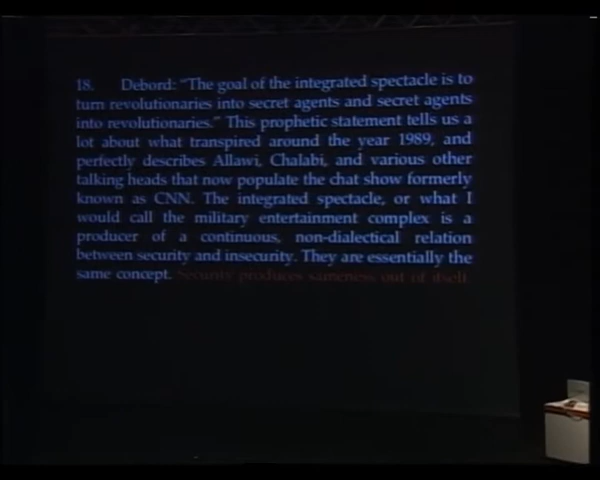 18. Debord: "The goal of the integrated spectacle is to
turn revolutionaries into secret agents and secret agents
into revolutionaries." This prophetic statement tells us a
lot about what transpired around the year 1989, and
perfectly describes Allawi, Chalabi, and various other
talking heads that now populate the chat show formerly
known as CNN. The integrated spectacle, or what I
would call the military entertainment complex is a
producer of a continuous, non-dialectical relation
between security and insecurity. They are essentially the
same concept. Security produces sameness out of itself.